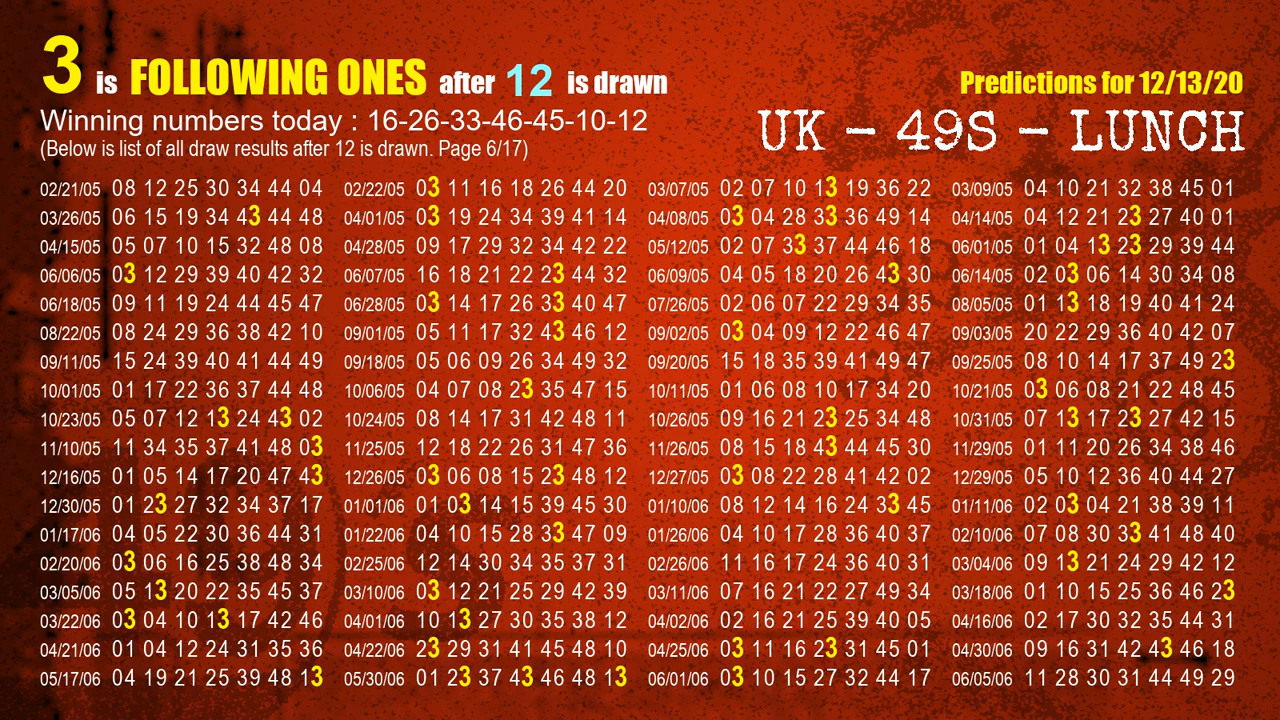 3 is FOLLOWING ONES after 12 is drawn
Predictions for 12/13/20
Winning numbers today : 16-26-33-46-45-10-12
UK - 49S - LUNCH
(Below is list of all draw results after 12 is drawn. Page 6/17)
02/21/05 08 12 25 30 34 44 04 02/22/05 03 11 16 18 26 44 20 03/07/05 02 07 10 13 19 36 22 03/09/05 04 10 21 32 38 45 01
03/26/05 06 15 19 34 43 44 48 04/01/05 03 19 24 34 39 41 14 04/08/05 03 04 28 33 36 49 14 04/14/05 04 12 21 23 27 40 01
04/15/05 05 07 10 15 32 48 08 04/28/05 09 17 29 32 34 42 22 05/12/05 02 07 33 37 44 46 18 06/01/05 01 04 13 23 29 39 44
06/06/05 03 12 29 39 40 42 32 06/07/05 16 18 21 22 23 44 32 06/09/05 04 05 18 20 26 43 30 06/14/05 02 03 06 14 30 34 08
06/18/05 09 11 19 24 44 45 47 06/28/05 03 14 17 26 33 40 47 07/26/05 02 06 07 22 29 34 35 08/05/05 01 13 18 19 40 41 24
08/22/05 08 24 29 36 38 42 10 09/01/05 05 11 17 32 43 46 12 09/02/05 03 04 09 12 22 46 47 09/03/05 20 22 29 36 40 42 07
09/11/05 15 24 39 40 41 44 49 09/18/05 05 06 09 26 34 49 32 09/20/05 15 18 35 39 41 49 47 09/25/05 08 10 14 17 37 49 23
10/01/05 01 17 22 36 37 44 48 10/06/05 04 07 08 23 35 47 15 10/11/05 01 06 08 10 17 34 20 10/21/05 03 06 08 21 22 48 45
10/23/05 05 07 12 13 24 43 02 10/24/05 08 14 17 31 42 48 11 10/26/05 09 16 21 23 25 34 48 10/31/05 07 13 17 23 27 42 15
11/10/05 11 34 35 37 41 48 03 11/25/05 12 18 22 26 31 47 36 11/26/05 08 15 18 43 44 45 30 11/29/05 01 11 20 26 34 38 46
12/16/05 01 05 14 17 20 47 43 12/26/05 03 06 08 15 23 48 12 12/27/05 03 08 22 28 41 42 02 12/29/05 05 10 12 36 40 44 27
12/30/05 01 23 27 32 34 37 17 01/01/06 01 03 14 15 39 45 30 01/10/06 08 12 14 16 24 33 45 01/11/06 02 03 04 21 38 39 11
01/17/06 04 05 22 30 36 44 31 01/22/06 04 10 15 28 33 47 09 01/26/06 04 10 17 28 36 40 37 02/10/06 07 08 30 33 41 48 40
02/20/06 03 06 16 25 38 48 34 02/25/06 12 14 30 34 35 37 31 02/26/06 11 16 17 24 36 40 31 03/04/06 09 13 21 24 29 42 12
03/05/06 05 13 20 22 35 45 37 03/10/06 03 12 21 25 29 42 39 03/11/06 07 16 21 22 27 49 34 03/18/06 01 10 15 25 36 46 23
03/22/06 03 04 10 13 17 42 46 04/01/06 10 13 27 30 35 38 12 04/02/06 02 16 21 25 39 40 05 04/16/06 02 17 30 32 35 44 31
04/21/06 01 04 12 24 31 35 36 04/22/06 23 29 31 41 45 48 10 04/25/06 03 11 16 23 31 45 01 04/30/06 09 16 31 42 43 46 18
05/17/06 04 19 21 25 39 48 13 05/30/06 01 23 37 43 46 48 13 06/01/06 03 10 15 27 32 44 17 06/05/06 11 28 30 31 44 49 29